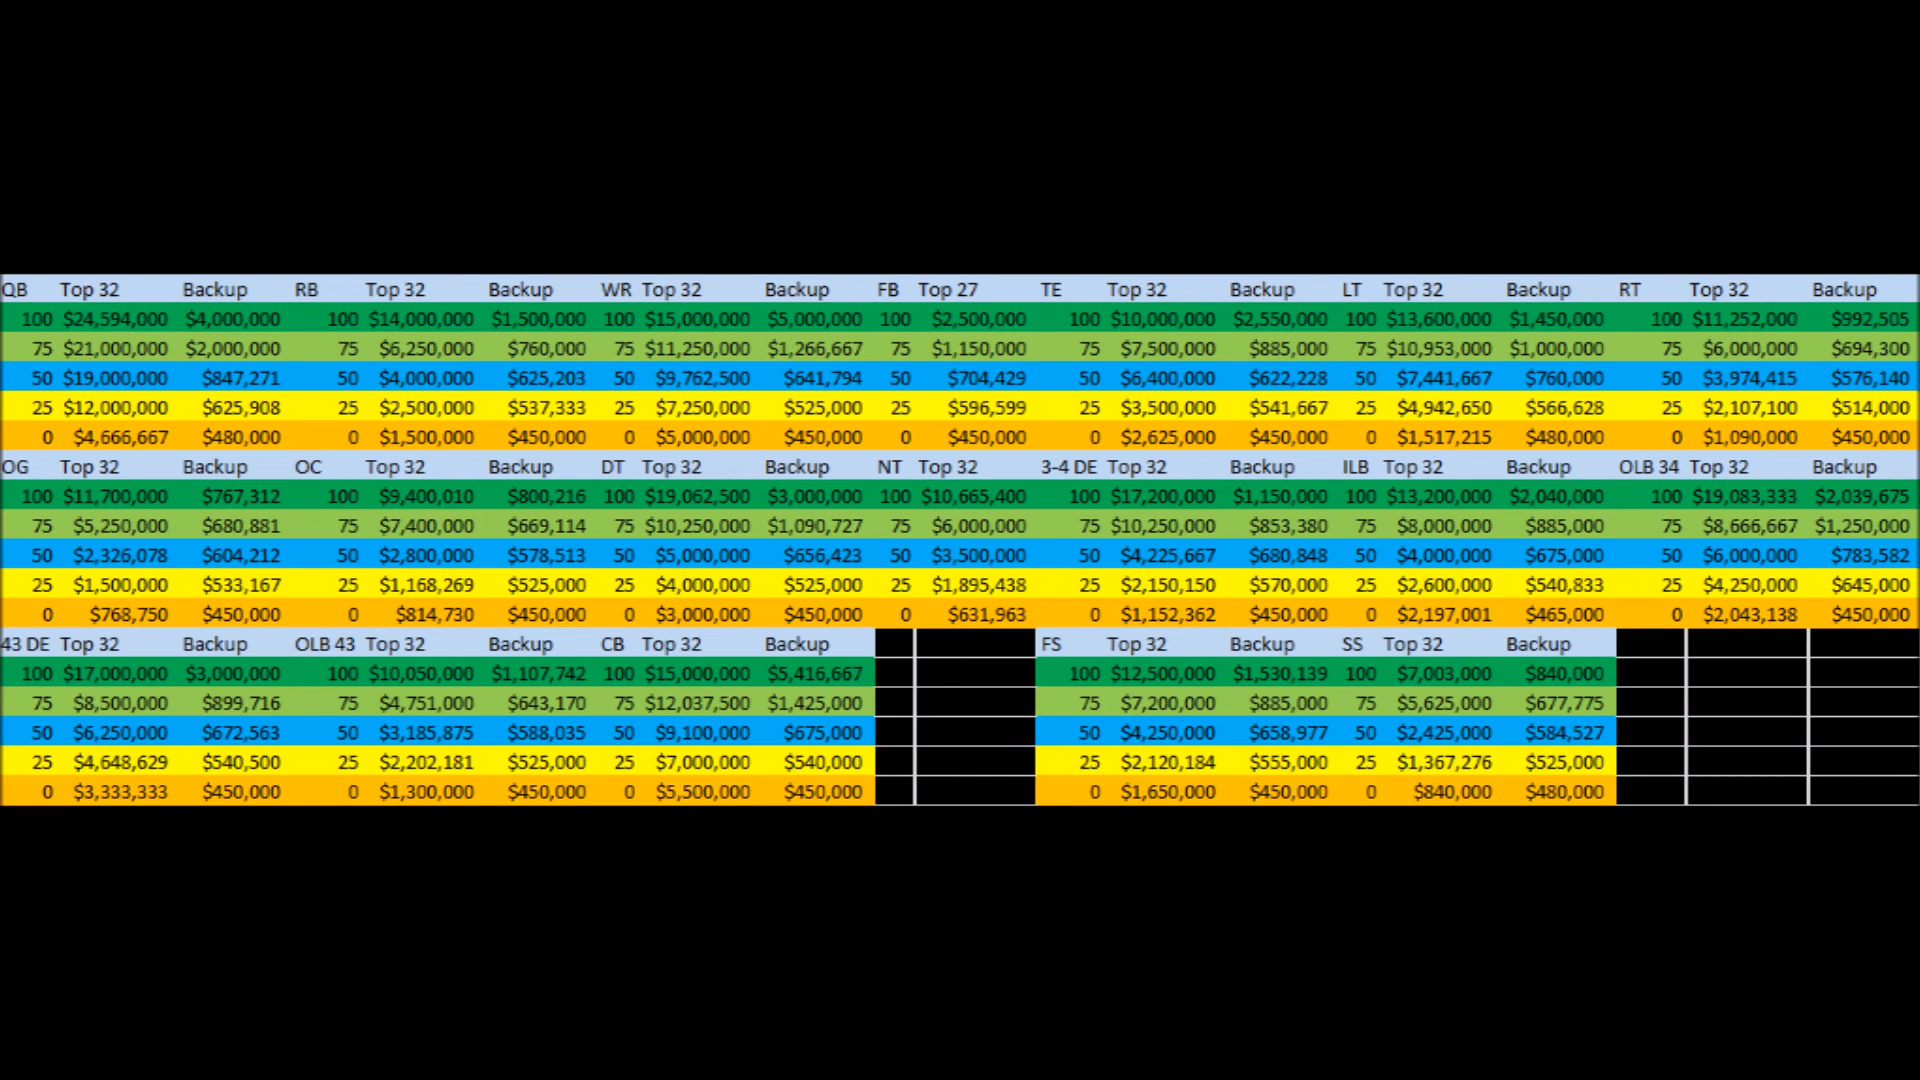 QB Top 32 Backup RB Top 32 Backup WR Top 32 Backup FB Top 27 TE Top 32 Backup LT Top 32 Backup RT Top 32 Backup
100 $24,594,000 $4,000,000 100 $14,000,000 $1,500,000 100 $15,000,000 $5,000,000 100 $2,500,000 100 $10,000,000 $2,550,000 100 $13,600,000 $1,450,000 100 $11,252,000 $992,505
75 $21,000,000 $2,000,000 75 $6,250,000 $760,000 75 $11,250,000 $1,266,667 75 $1,150,000 75 $7,500,000 $885,000 75 $10,953,000 $1,000,000 75 $6,000,000 $694,300
50 $19,000,000 $847,271 50 $4,000,000 $625,203 50 $9,762,500 $641,794 50 $704,429 50 $6,400,000 $622,228 50 $7,441,667 $760,000 50 $3,974,415 $576,140
25 $12,000,000 $625,908 25 $2,500,000 $537,333 25 $7,250,000 $525,000 25 $596,599 25 $3,500,000 $541,667 25 $4,942,650 $566,628 25 $2,107,100 $514,000
0 $4,666,667 $480,000 0 $1,500,000 $450,000 0 $5,000,000 $450,000 0 $450,000 0 $2,625,000 $450,000 0 $1,517,215 $480,000 0 $1,090,000 $450,000
OG Top 32 Backup OC Top 32 Backup DT Top 32 Backup NT Top 32 3-4 DE Top 32 Backup ILB Top 32 Backup OLB 34 Top 32 Backup
100 $11,700,000 $767,312 100 $9,400,010 $800,216 100 $19,062,500 $3,000,000 100 $10,665,400 100 $17,200,000 $1,150,000 100 $13,200,000 $2,040,000 100 $19,083,333 $2,039,675
75 $5,250,000 $680,881 75 $7,400,000 $669,114 75 $10,250,000 $1,090,727 75 $6,000,000 75 $10,250,000 $853,380 75 $8,000,000 $885,000 75 $8,666,667 $1,250,000
50 $2,326,078 $604,212 50 $2,800,000 $578,513 50 $5,000,000 $656,423 50 $3,500,000 50 $4,225,667 $680,848 50 $4,000,000 $675,000 50 $6,000,000 $783,582
25 $1,500,000 $533,167 25 $1,168,269 $525,000 25 $4,000,000 $525,000 25 $1,895,438 25 $2,150,150 $570,000 25 $2,600,000 $540,833 25 $4,250,000 $645,000
0 $768,750 $450,000 0 $814,730 $450,000 0 $3,000,000 $450,000 0 $631,963 0 $1,152,362 $450,000 0 $2,197,001 $465,000 0 $2,043,138 $450,000
43 DE Top 32 Backup OLB 43 Top 32 Backup CB Top 32 Backup FS Top 32 Backup SS Top 32 Backup
100 $17,000,000 $3,000,000 100 $10,050,000 $1,107,742 100 $15,000,000 $5,416,667 100 $12,500,000 $1,530,139 100 $7,003,000 $840,000
75 $8,500,000 $899,716 75 $4,751,000 $643,170 75 $12,037,500 $1,425,000 75 $7,200,000 $885,000 75 $5,625,000 $677,775
50 $6,250,000 $672,563 50 $3,185,875 $588,035 50 $9,100,000 $675,000 50 $4,250,000 $658,977 50 $2,425,000 $584,527
25 $4,648,629 $540,500 25 $2,202,181 $525,000 25 $7,000,000 $540,000 25 $2,120,184 $555,000 25 $1,367,276 $525,000
0 $3,333,333 $450,000 0 $1,300,000 $450,000 0 $5,500,000 $450,000 0 $1,650,000 $450,000 0 $840,000 $480,000